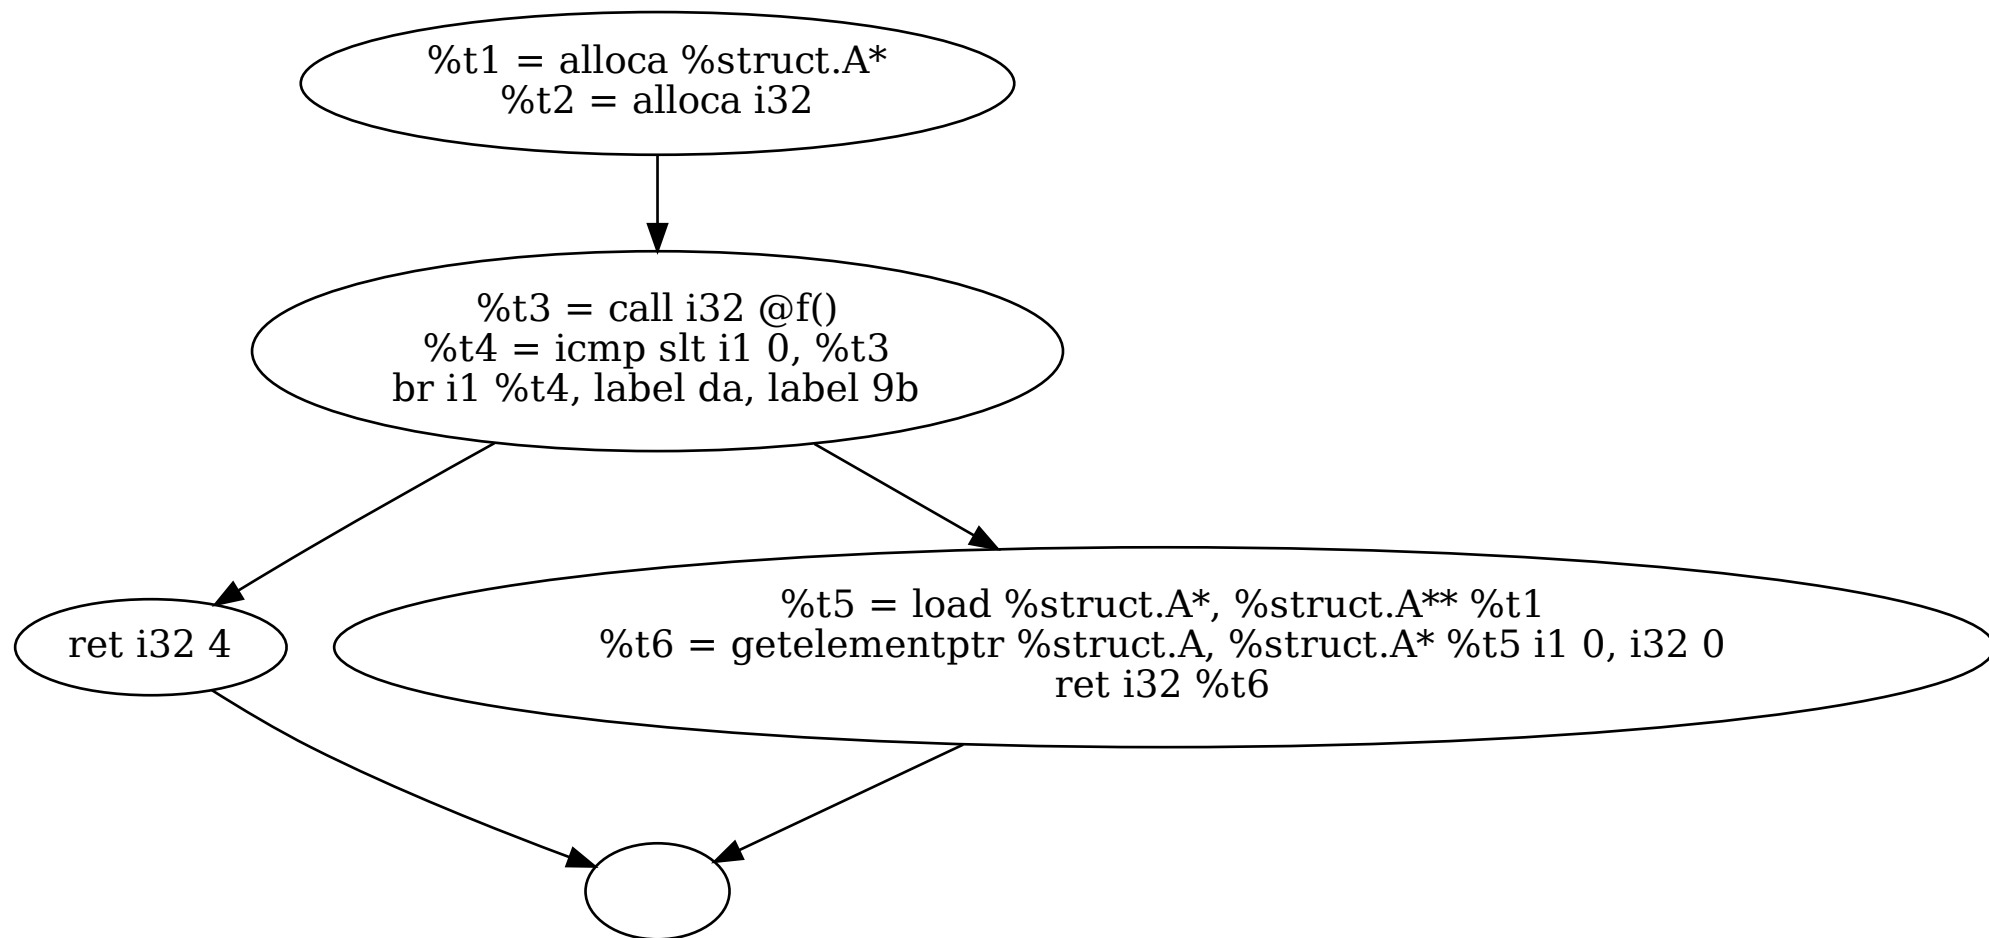 %t1 = alloca %struct.A*
%t2 = alloca i32
%t3 = call i32 @f()
%t4 = icmp slt i1 0, %t3
br i1 %t4, label da, label 9b
ret i32 4
%t5 = load %struct.A*, %struct.A** %t1
%t6 = getelementptr %struct.A, %struct.A* %t5 i1 0, i32 0
ret i32 %t6